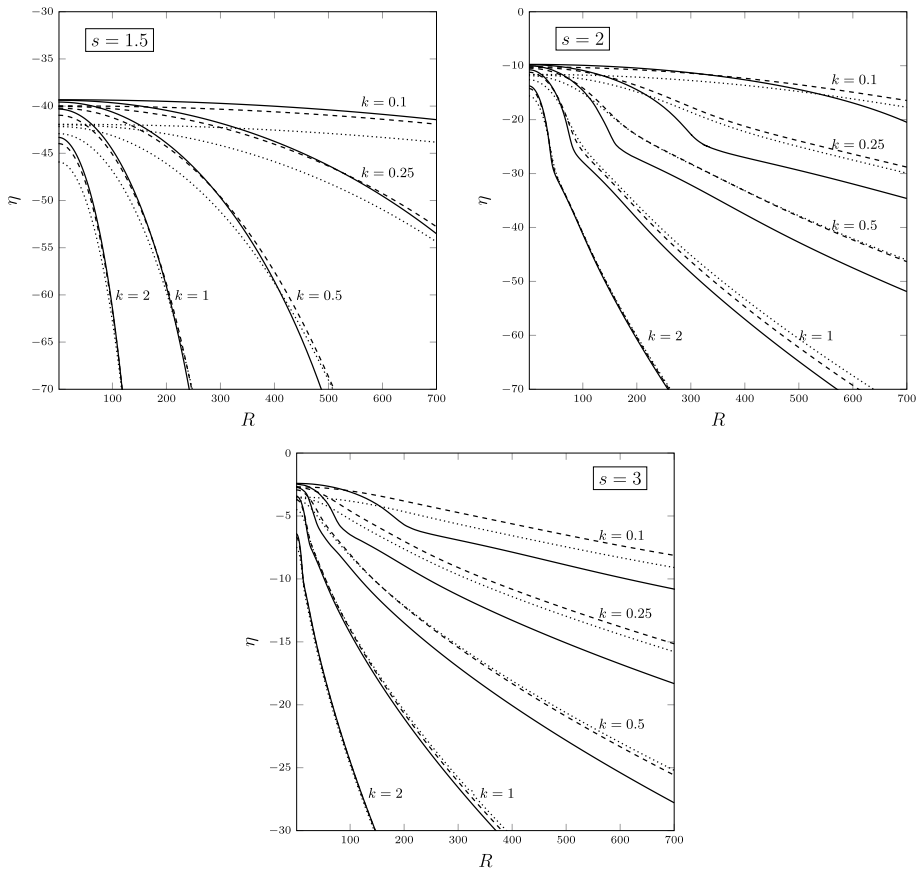 −30
−35
−40
−45
−50
−55
−60
−65
−70
η
s = 1.5
k = 0.1
k = 0.25
k = 2
k = 1
k = 0.5
100 200 300 400 500 600 700
R
0
−10
−20
−30
−40
−50
−60
−70
η
s = 2
k = 0.1
k = 0.25
k = 0.5
k = 2
k = 1
100 200 300 400 500 600 700
R
0
−5
−10
−15
−20
−25
−30
η
s = 3
k = 0.1
k = 0.25
k = 0.5
k = 2
k = 1
100 200 300 400 500 600 700
R